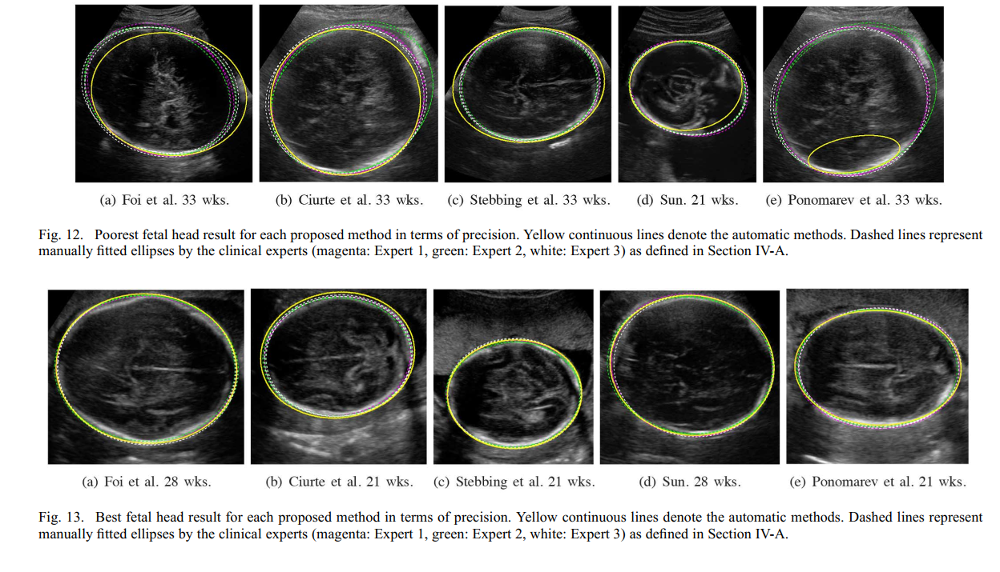 (a) Foi et al. 33 wks. (b) Ciurte et al. 33 wks. (c) Stebbing et al. 33 wks. (d) Sun. 21 wks. (e) Ponomarev et al. 33 wks.
Fig. 12. Poorest fetal head result for each proposed method in terms of precision. Yellow continuous lines denote the automatic methods. Dashed lines represent
manually fitted ellipses by the clinical experts (magenta: Expert 1, green: Expert 2, white: Expert 3) as defined in Section IV-A.
(a) Foi et al. 28 wks. (b) Ciurte et al. 21 wks. (c) Stebbing et al. 21 wks. (d) Sun. 28 wks. (e) Ponomarev et al. 21 wks.
Fig. 13. Best fetal head result for each proposed method in terms of precision. Yellow continuous lines denote the automatic methods. Dashed lines represent
manually fitted ellipses by the clinical experts (magenta: Expert 1, green: Expert 2, white: Expert 3) as defined in Section IV-A.